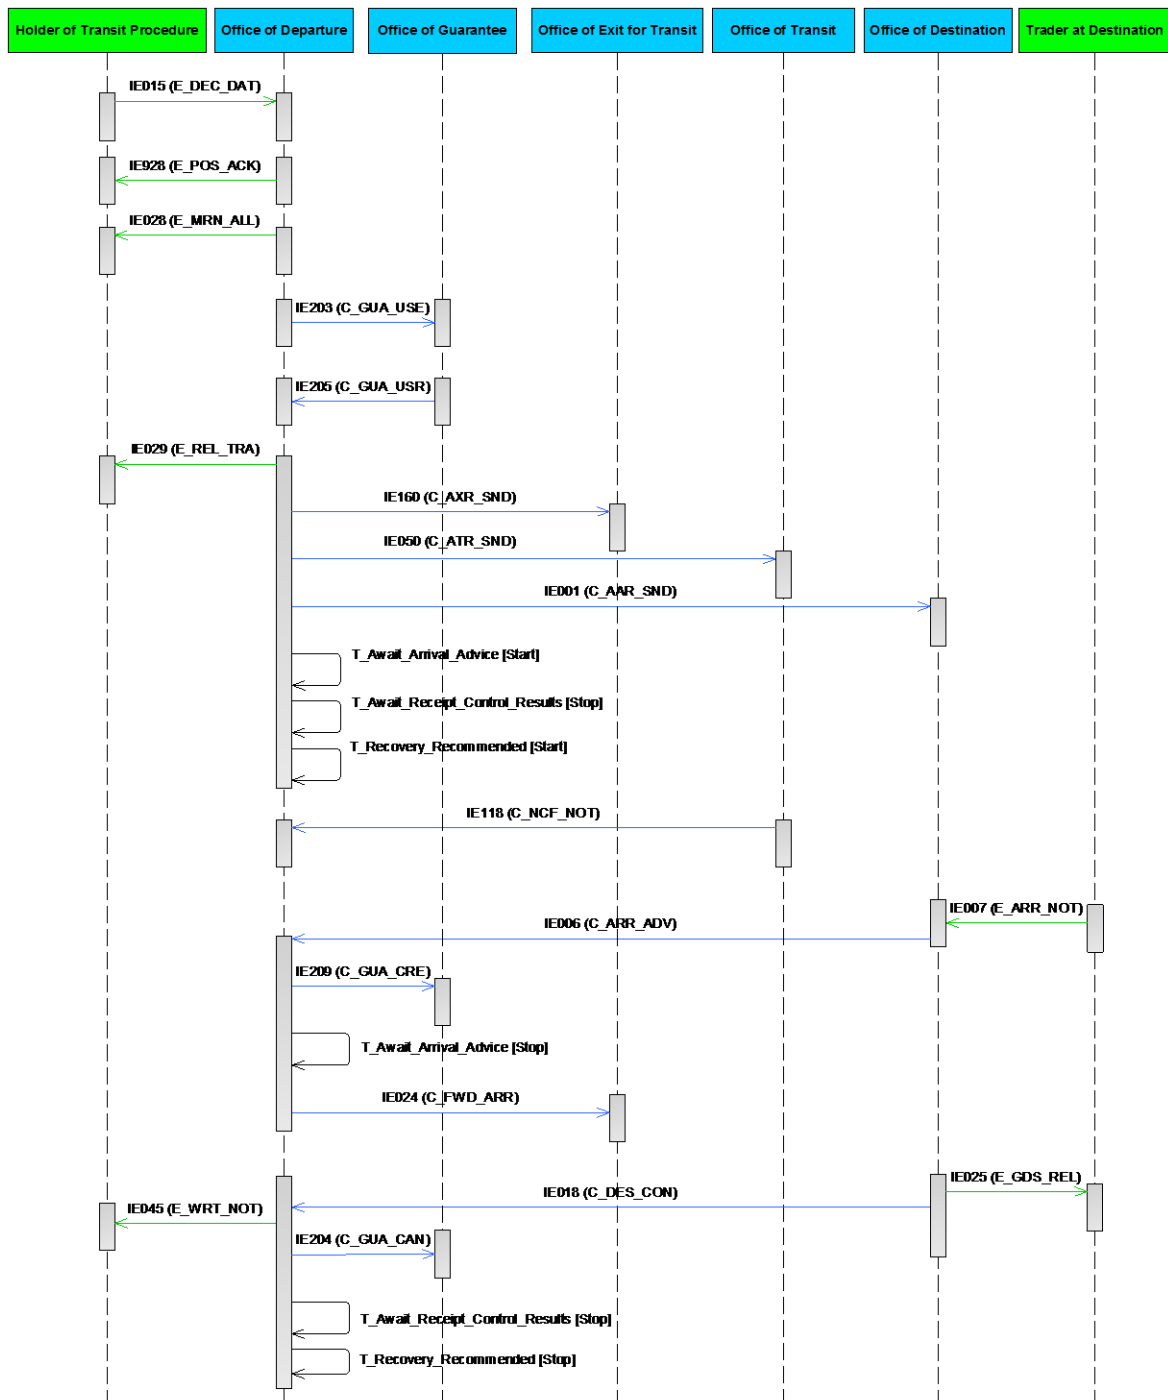 Holder of Transit Procedure
Office of Departure
Office of Guarantee
Office of Exit for Transit
Office of Transit
Office of Destination
Trader at Destination
IE015 (E_DEC_DAT)
IE928 (E_POS_ACK)
IE028 (E_MRN_ALL)
IE203 (C_GUA_USE)
IE205 (C_GUA_USR)
IE029 (E_REL_TRA)
IE160 (C_AXR_SND)
IE050 (C_ATR_SND)
IE001 (C_AAR_SND)
T_Await_Arrival_Advice [Start]
T_Await_Receipt_Control_Results [Stop]
T_Recovery_Recommended [Start]
IE118 (C_NCF_NOT)
IE007 (E_ARR_NOT)
IE006 (C_ARR_ADV)
IE209 (C_GUA_CRE)
T_Await_Arrival_Advice [Stop]
IE024 (C_FWD_ARR)
IE025 (E_GDS_REL)
IE018 (C_DES_CON)
IE045 (E_WRT_NOT)
IE204 (C_GUA_CAN)
T_Await_Receipt_Control_Results [Stop]
T_Recovery_Recommended [Stop]